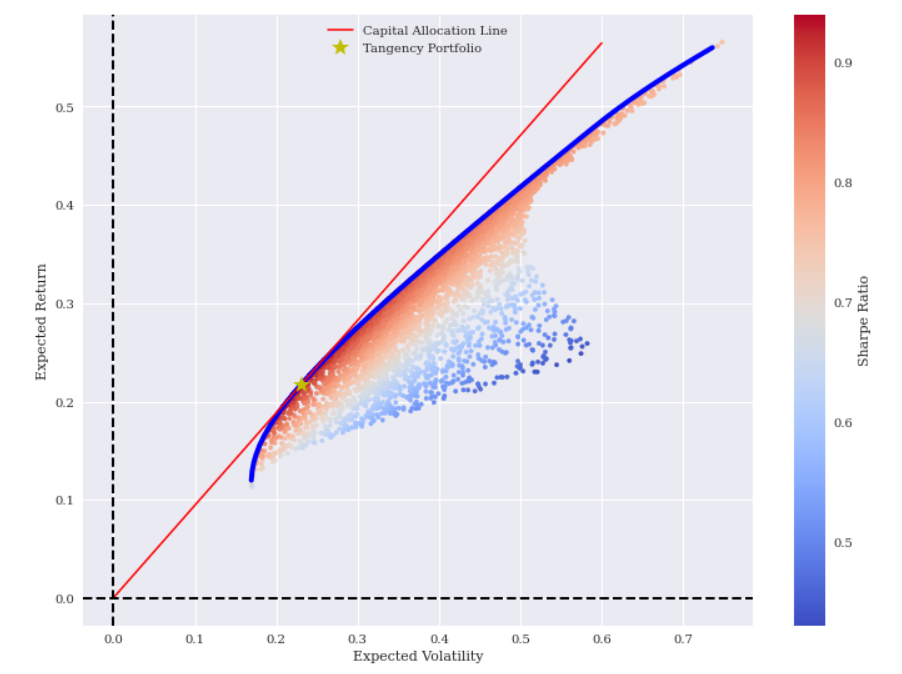 Capital Allocation Line
Tangency Portfolio
0.5
0.4
0.3
0.2
0.1
0.0
Expected Return
0.0 0.1 0.2 0.3 0.4 0.5 0.6 0.7
Expected Volatility
0.9
0.8
0.7
0.6
0.5
Sharpe Ratio